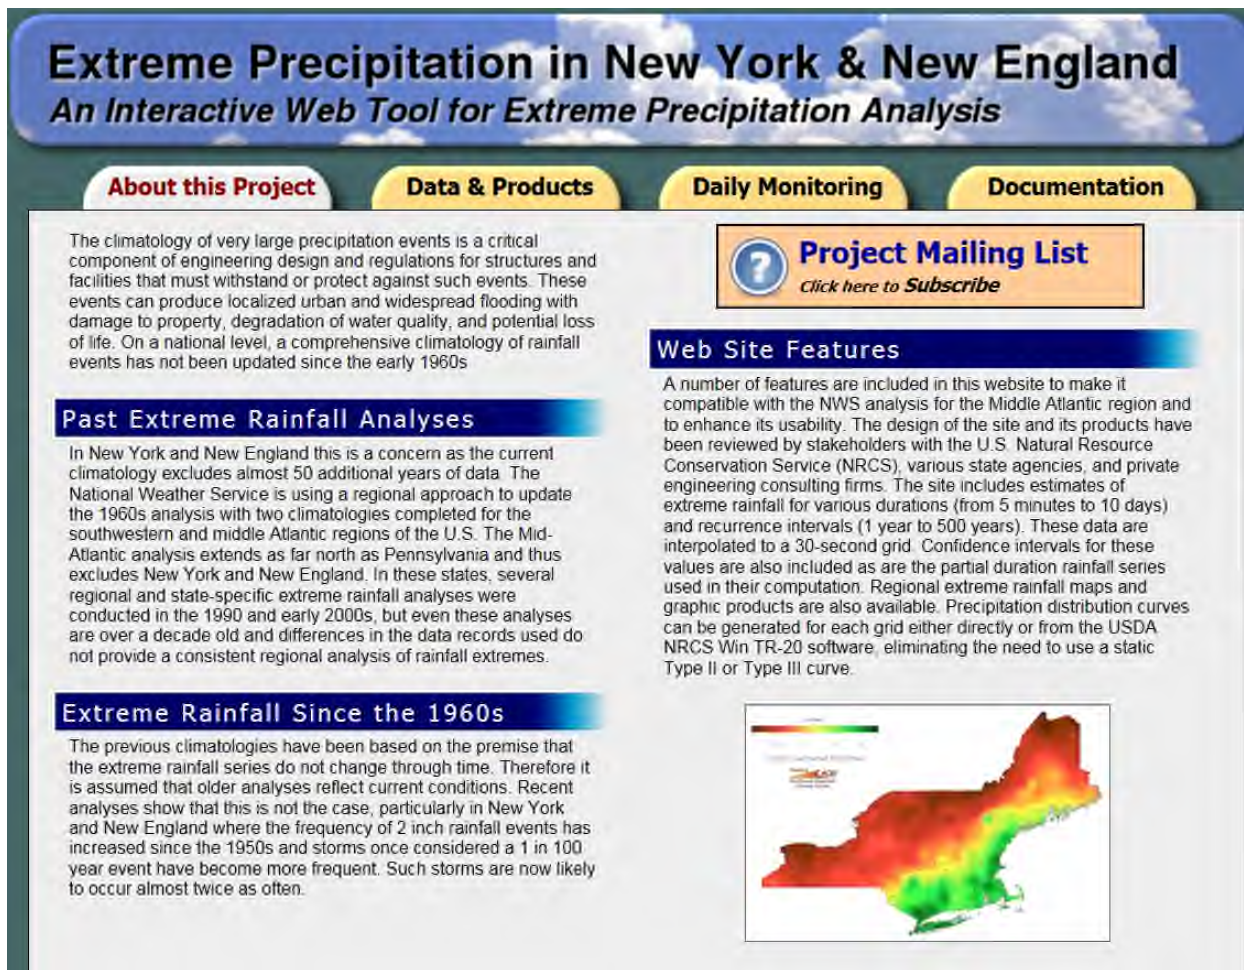 Extreme Precipitation in New York & New England
An Interactive Web Tool for Extreme Precipitation Analysis
About this Project
Data & Products
Daily Monitoring
Documentation
The climatology of very large precipitation events is a critical
component of engineering design and regulations for structures and
facilities that must withstand or protect against such events. These
events can produce localized urban and widespread flooding with
damage to property, degradation of water quality, and potential loss
of life. On a national level, a comprehensive climatology of rainfall
events has not been updated since the early 1960s
Past Extreme Rainfall Analyses
In New York and New England this is a concern as the current
climatology excludes almost 50 additional years of data. The
National Weather Service is using a regional approach to update
the 1960s analysis with two climatologies completed for the
southwestern and middle Atlantic regions of the U.S. The Mid-
Atlantic analysis extends as far north as Pennsylvania and thus
excludes New York and New England. In these states, several
regional and state-specific extreme rainfall analyses were
conducted in the 1990 and early 2000s, but even these analyses
are over a decade old and differences in the data records used do
not provide a consistent regional analysis of rainfall extremes.
Extreme Rainfall Since the 1960s
The previous climatologies have been based on the premise that
the extreme rainfall series do not change through time. Therefore it
is assumed that older analyses reflect current conditions. Recent
analyses show that this is not the case, particularly in New York
and New England where the frequency of 2 inch rainfall events has
increased since the 1950s and storms once considered a 1 in 100
year event have become more frequent. Such storms are now likely
to occur almost twice as often.
Project Mailing List
Click here to Subscribe
Web Site Features
A number of features are included in this website to make it
compatible with the NWS analysis for the Middle Atlantic region and
to enhance its usability. The design of the site and its products have
been reviewed by stakeholders with the U.S. Natural Resource
Conservation Service (NRCS), various state agencies, and private
engineering consulting firms. The site includes estimates of
extreme rainfall for various durations (from 5 minutes to 10 days)
and recurrence intervals (1 year to 500 years). These data are
interpolated to a 30-second grid. Confidence intervals for these
values are also included as are the partial duration rainfall series
used in their computation. Regional extreme rainfall maps and
graphic products are also available. Precipitation distribution curves
can be generated for each grid either directly or from the USDA
NRCS Win TR-20 software, eliminating the need to use a static
Type II or Type III curve.